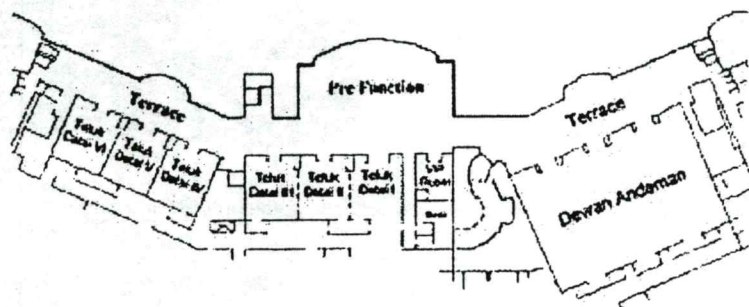 Terrace
Teluk
Datai VI
Teluk
Datai V
Teluk
Datai IV
Teluk
Datai III
Teluk
Datai II
Teluk
Datai I
Pre Function
Terrace
Dewan Andaman